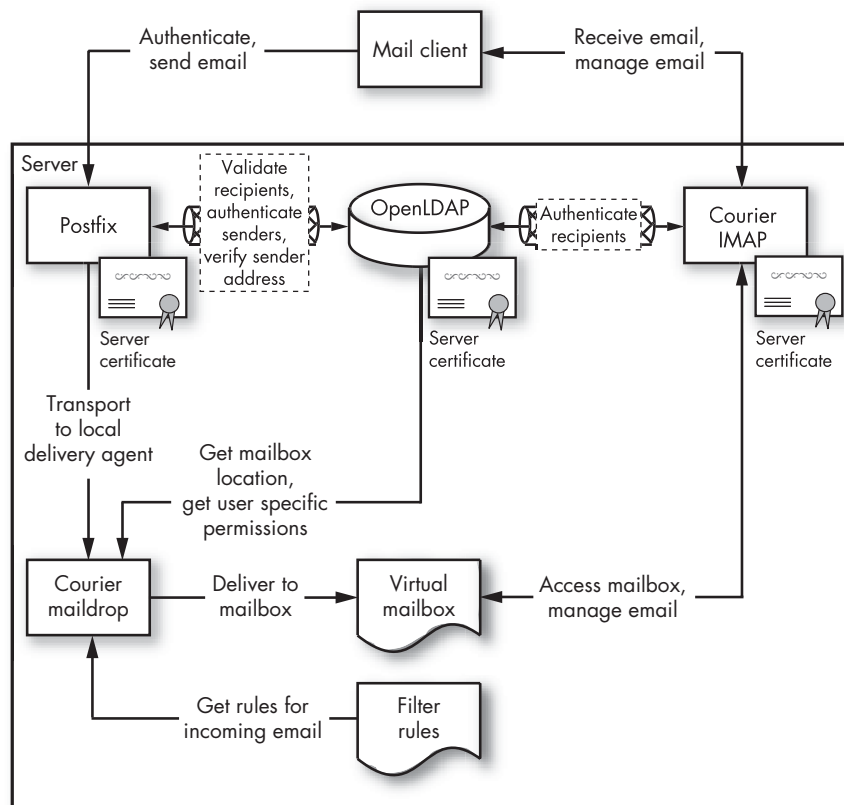 Authenticate,
send email
Mail client
Receive email,
manage email
Server
Postfix
Validate
recipients,
authenticate
senders,
verify sender
address
OpenLDAP
Authenticate
recipients
Courier
IMAP
Server
certificate
Server
certificate
Server
certificate
Transport
to local
delivery agent
Get mailbox
location,
get user specific
permissions
Courier
maildrop
Deliver to
mailbox
Virtual
mailbox
Access mailbox,
manage email
Get rules for
incoming email
Filter
rules